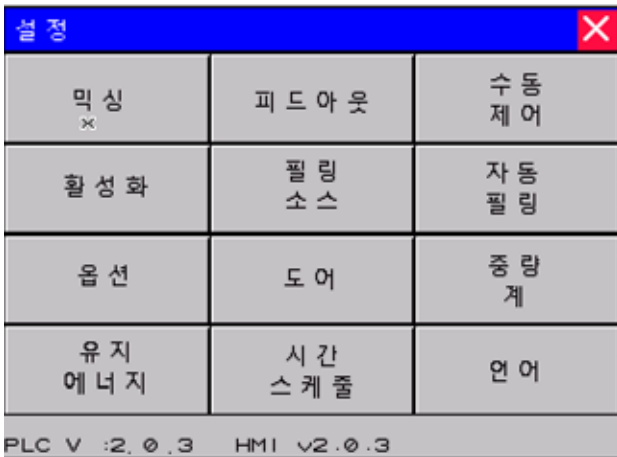 설정
믹싱
피드아웃
수동
제어
활성화
필링
소스
자동
필링
옵션
도어
중량
계
유지
에너지
시간
스케줄
언어
PLC V :2.0.3 HMI v2.0.3